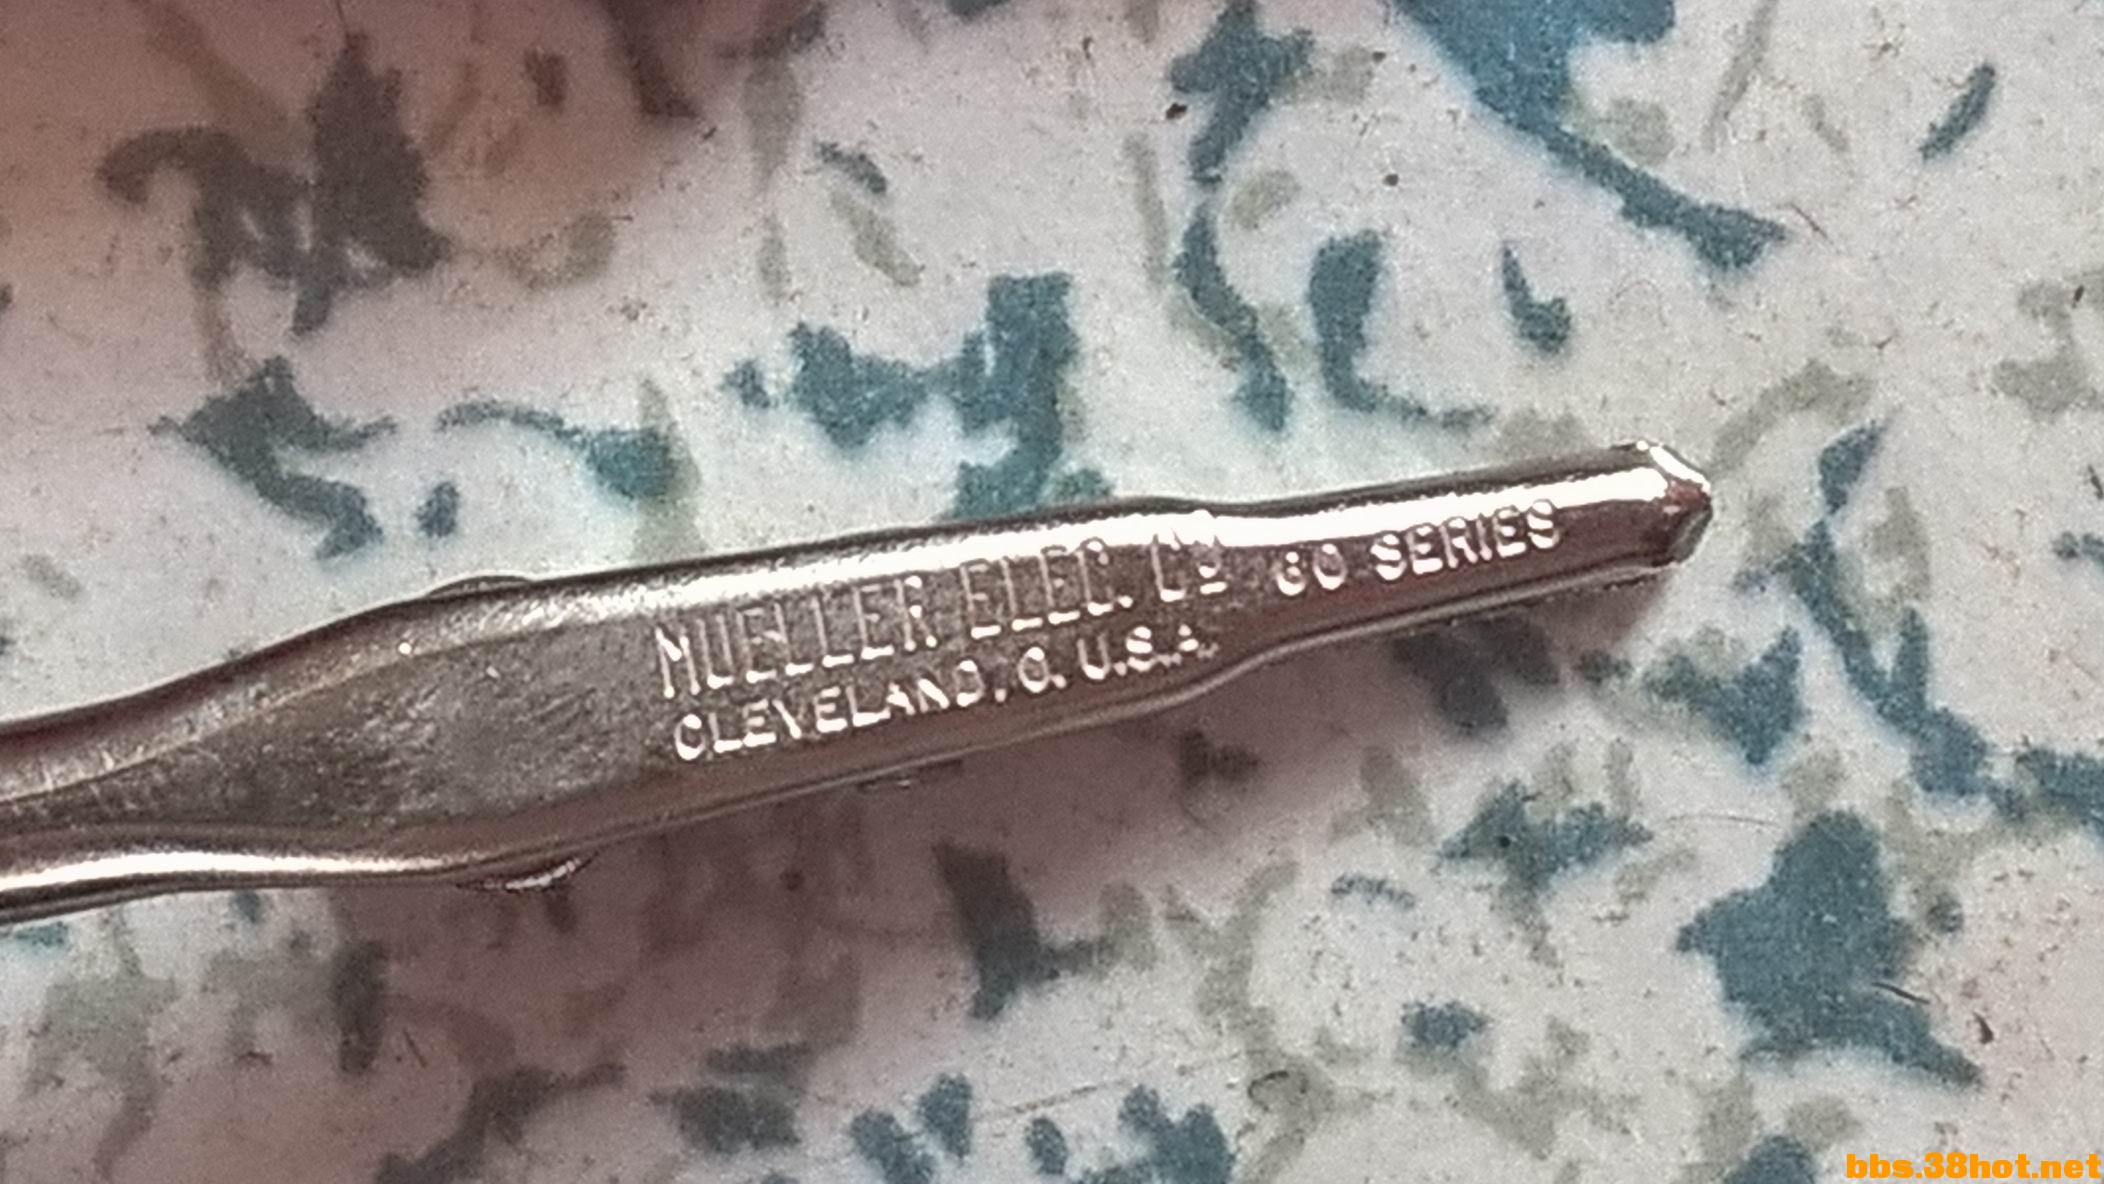 MUELLER ELEC. Cº 60 SERIES
CLEVELAND, O. U.S.A.
bbs.38hot.net